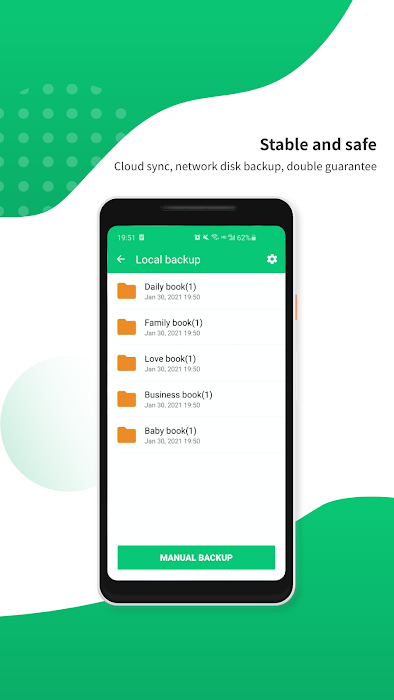 Stable and safe
Cloud sync, network disk backup, double guarantee
19:51
62%
Local backup
Daily book(1)
Jan 30, 2021 19:50
Family book(1)
Jan 30, 2021 19:50
Love book(1)
Jan 30, 2021 19:50
Business book(1)
Jan 30, 2021 19:50
Baby book(1)
Jan 30, 2021 19:50
MANUAL BACKUP